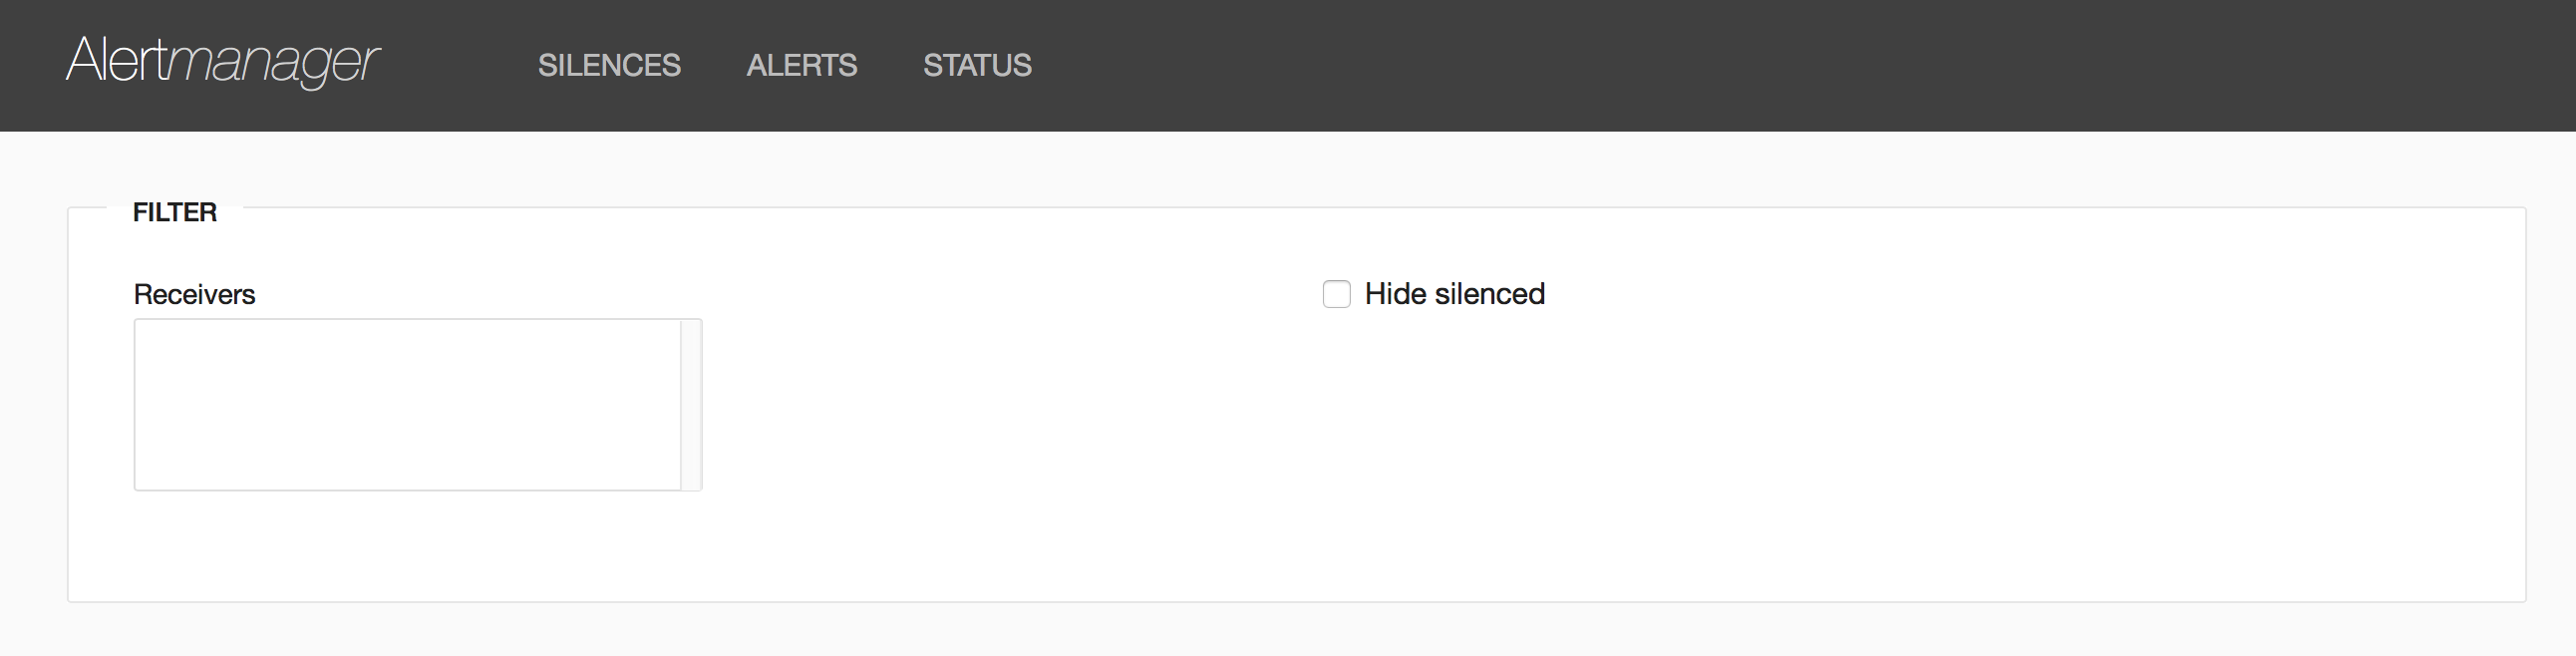 Alertmanager SILENCES ALERTS STATUS
FILTER
Receivers
Hide silenced